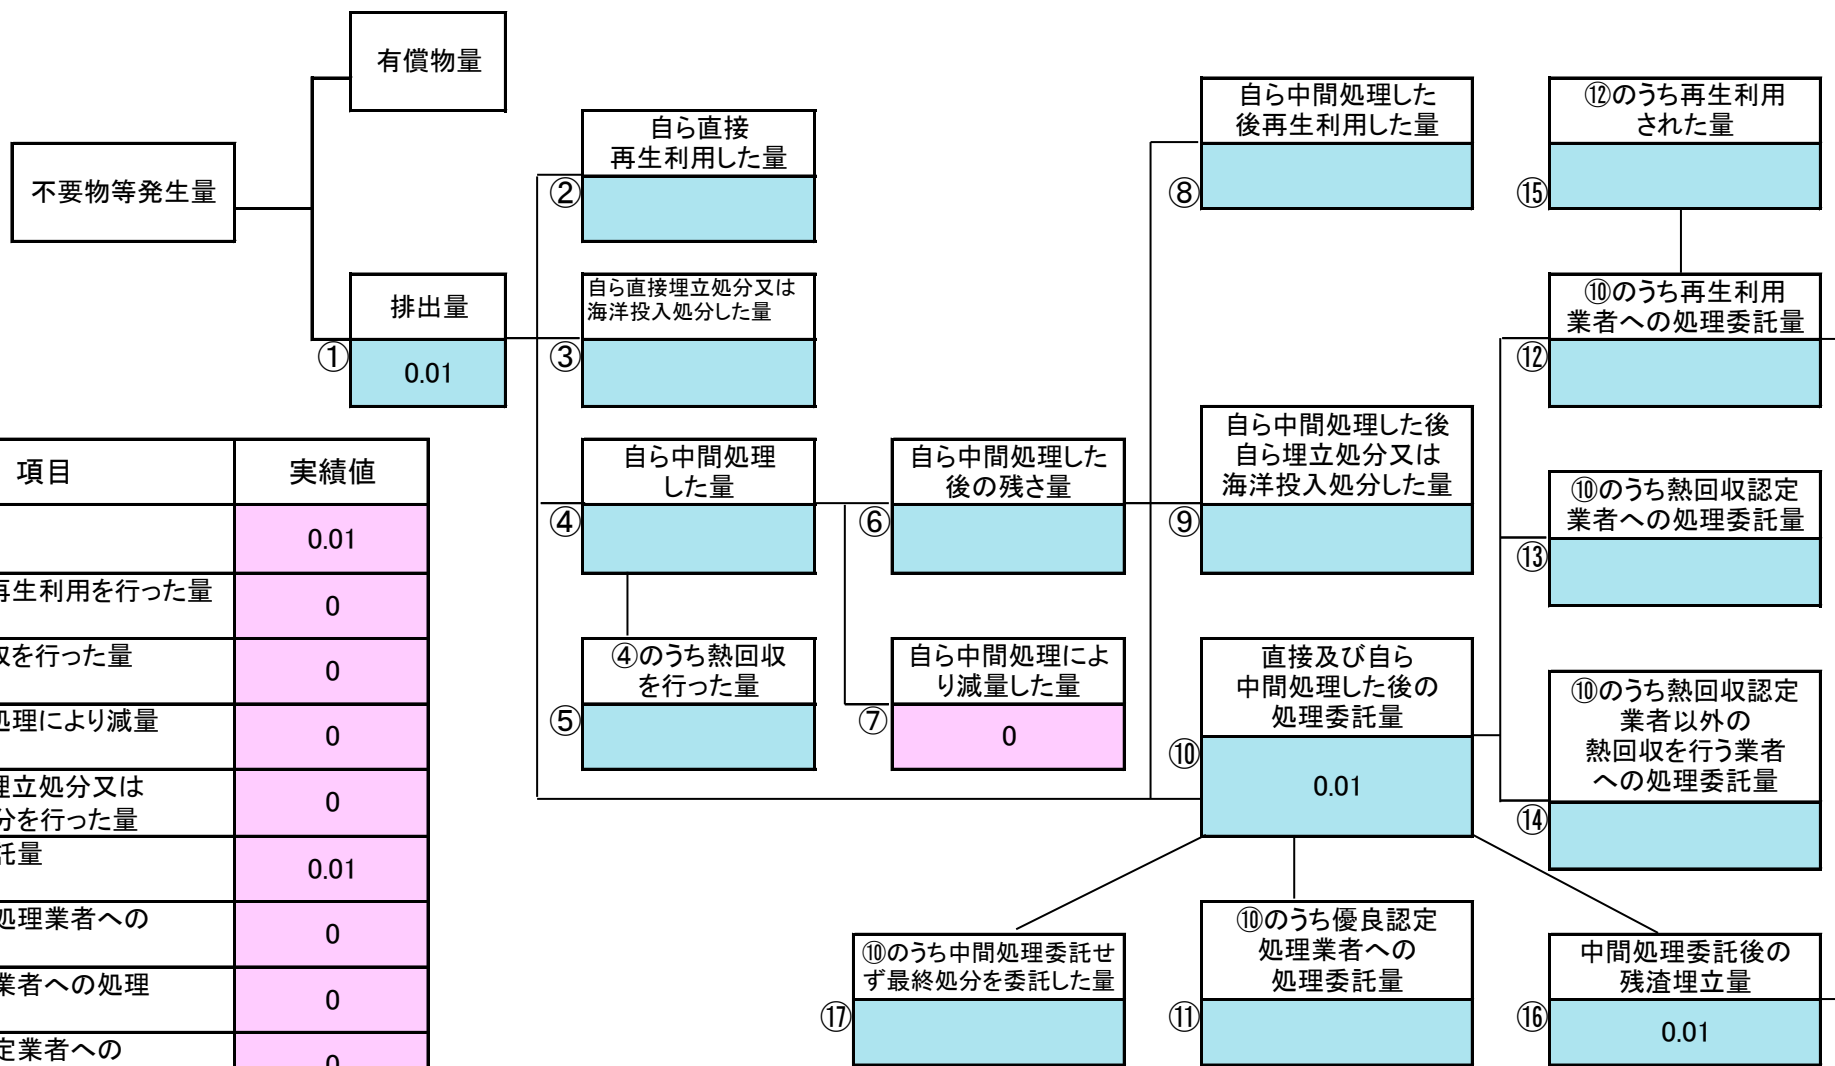 有償物量
不要物等発生量
排出量
①
0.01
自ら直接
再生利用した量
②
自ら直接埋立処分又は
海洋投入処分した量
③
自ら中間処理
した量
④
④のうち熱回収
を行った量
⑤
自ら中間処理した
後の残さ量
⑥
自ら中間処理によ
り減量した量
⑦
0
自ら中間処理した
後再生利用した量
⑧
自ら中間処理した後
自ら埋立処分又は
海洋投入処分した量
⑨
直接及び自ら
中間処理した後の
処理委託量
⑩
0.01
⑫のうち再生利用
された量
⑮
⑩のうち再生利用
業者への処理委託量
⑫
⑩のうち熱回収認定
業者への処理委託量
⑬
⑩のうち熱回収認定
業者以外の
熱回収を行う業者
への処理委託量
⑭
⑩のうち中間処理委託せ
ず最終処分を委託した量
⑰
⑩のうち優良認定
処理業者への
処理委託量
⑪
中間処理委託後の
残渣埋立量
⑯
0.01
項目 実績値
0.01
再生利用を行った量 0
収を行った量 0
処理により減量 0
埋立処分又は
分を行った量 0
託量 0.01
処理業者への 0
業者への処理 0
定業者への 0